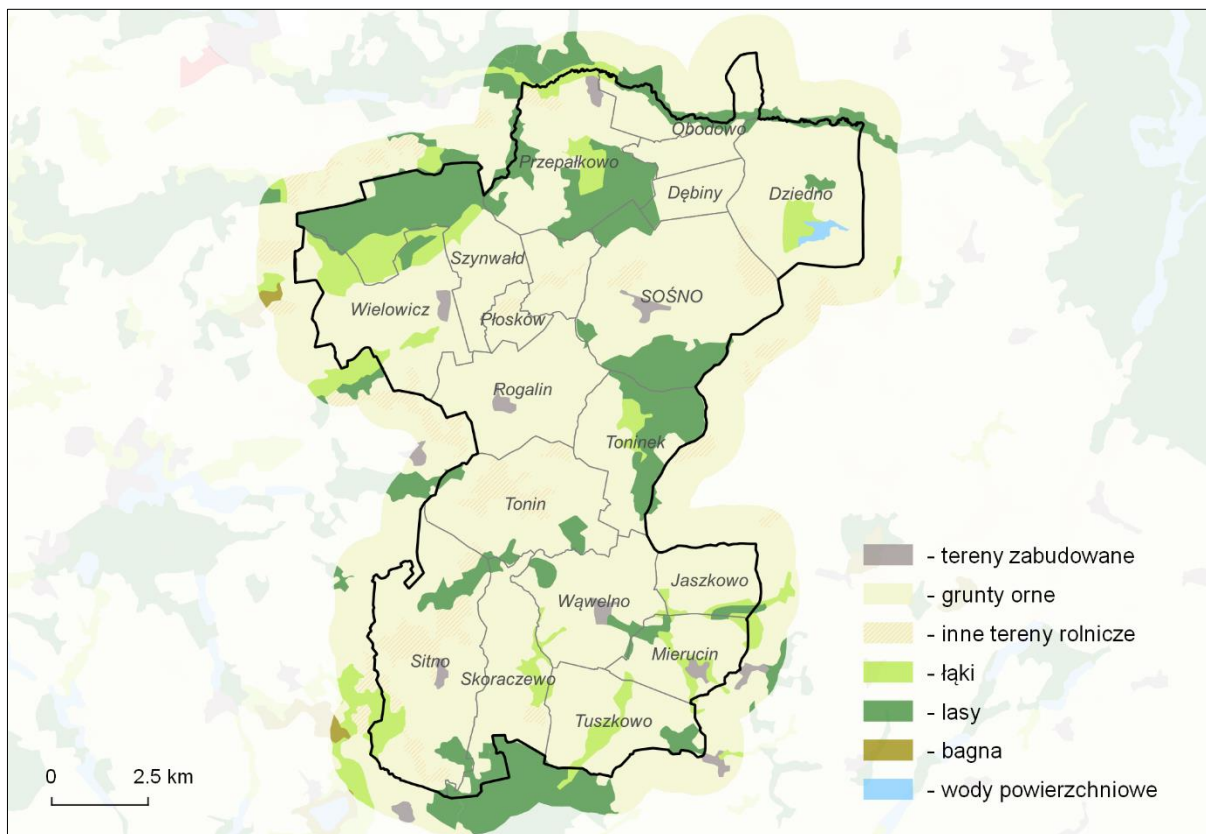 Obodowo
Przepałkowo
Dębiny
Dziedno
Szynwałd
SOŚNO
Wielowicz
Płosków
Rogalin
Toninek
Tonin
Jaszkowo
Wąwelno
Mierucin
Sitno
Skoraczewo
Tuszkowo
- tereny zabudowane
- grunty orne
- inne tereny rolnicze
- łąki
- lasy
- bagna
- wody powierzchniowe
0 2.5 km